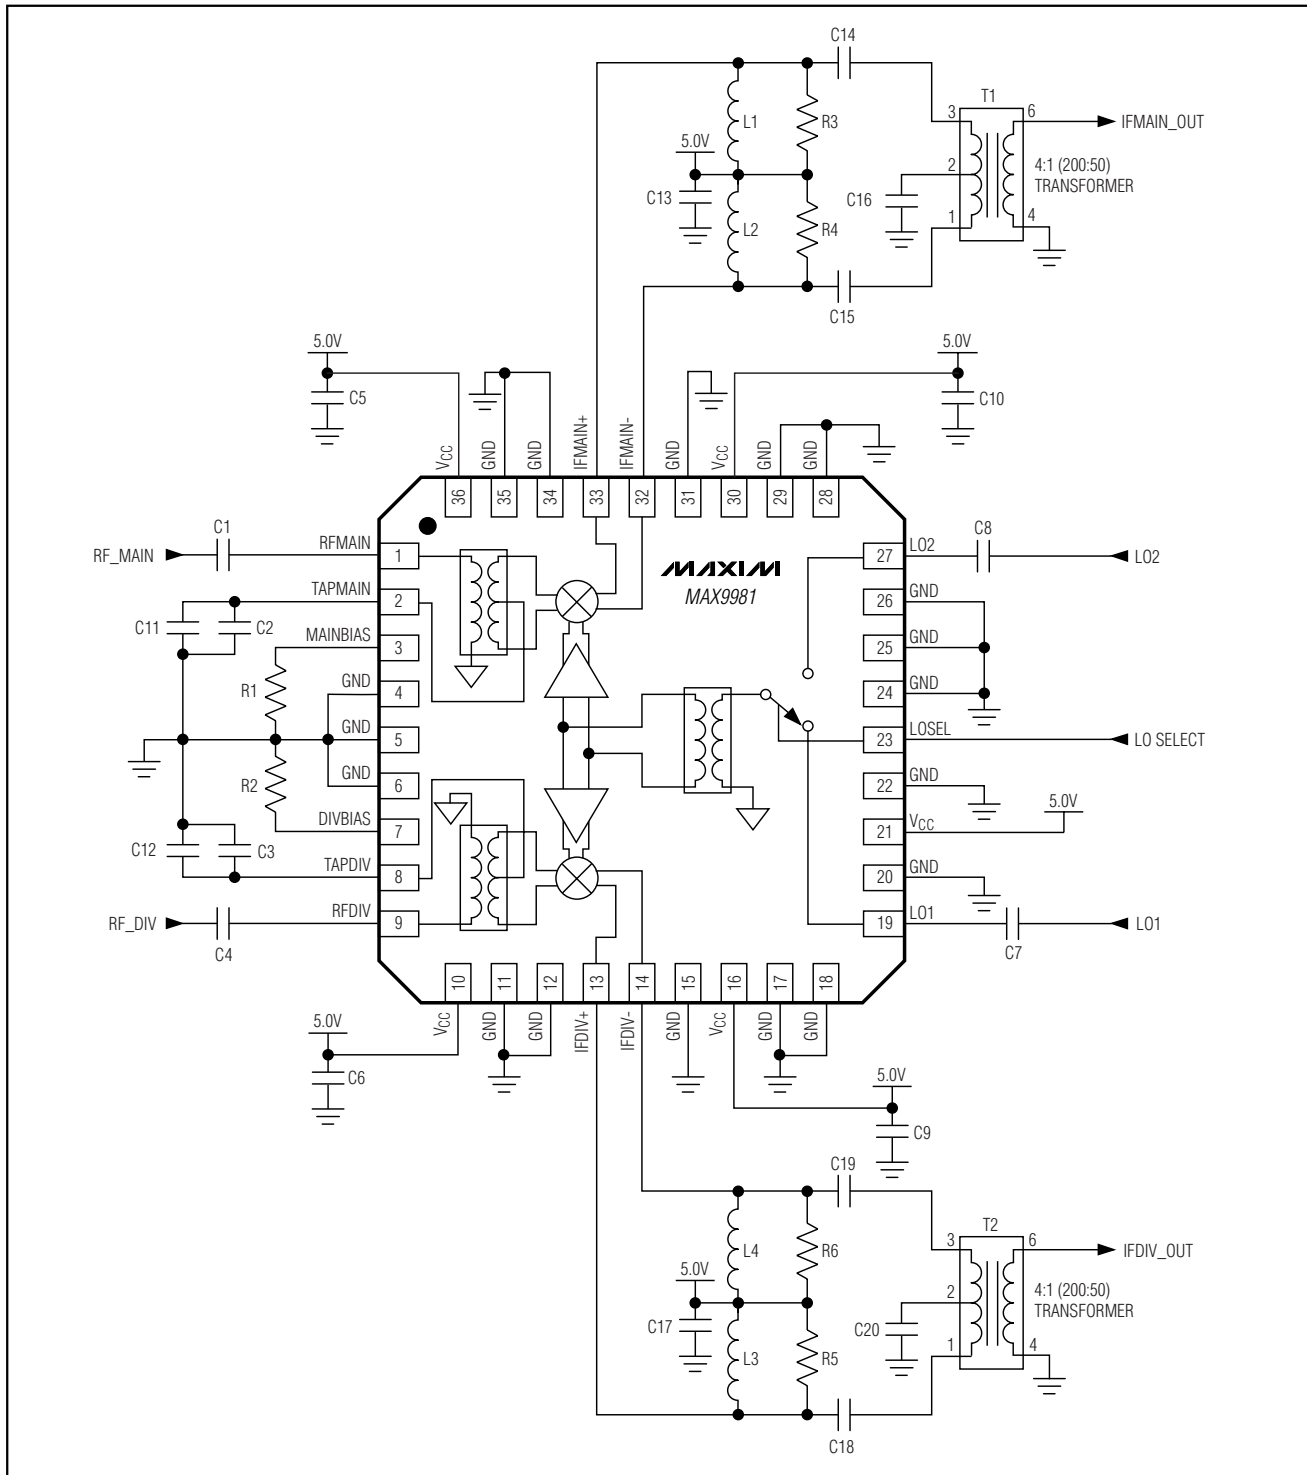 C14
T1
L1
R3
3
6
IFMAIN_OUT
5.0V
2
4:1 (200:50)
TRANSFORMER
C13
C16
L2
R4
1
4
C15
5.0V
5.0V
C5
C10
VCC
GND
GND
IFMAIN+
IFMAIN-
GND
VCC
GND
GND
36
35
34
33
32
31
30
29
28
C1
RF_MAIN
RFMAIN
1
TAPMAIN
2
C11
C2
MAINBIAS
3
R1
GND
4
GND
5
GND
6
R2
DIVBIAS
7
C12
C3
TAPDIV
8
RF_DIV
RFDIV
9
C4
MAXIM
MAX9981
27
LO2
C8
LO2
26
GND
25
GND
24
GND
23
LOSEL
LO SELECT
22
GND
5.0V
21
VCC
20
GND
19
LO1
LO1
C7
10
11
12
13
14
15
16
17
18
VCC
GND
GND
IFDIV+
IFDIV-
GND
VCC
GND
GND
5.0V
C6
5.0V
C9
C19
T2
L4
R6
3
6
IFDIV_OUT
5.0V
2
4:1 (200:50)
TRANSFORMER
C17
C20
L3
R5
1
4
C18